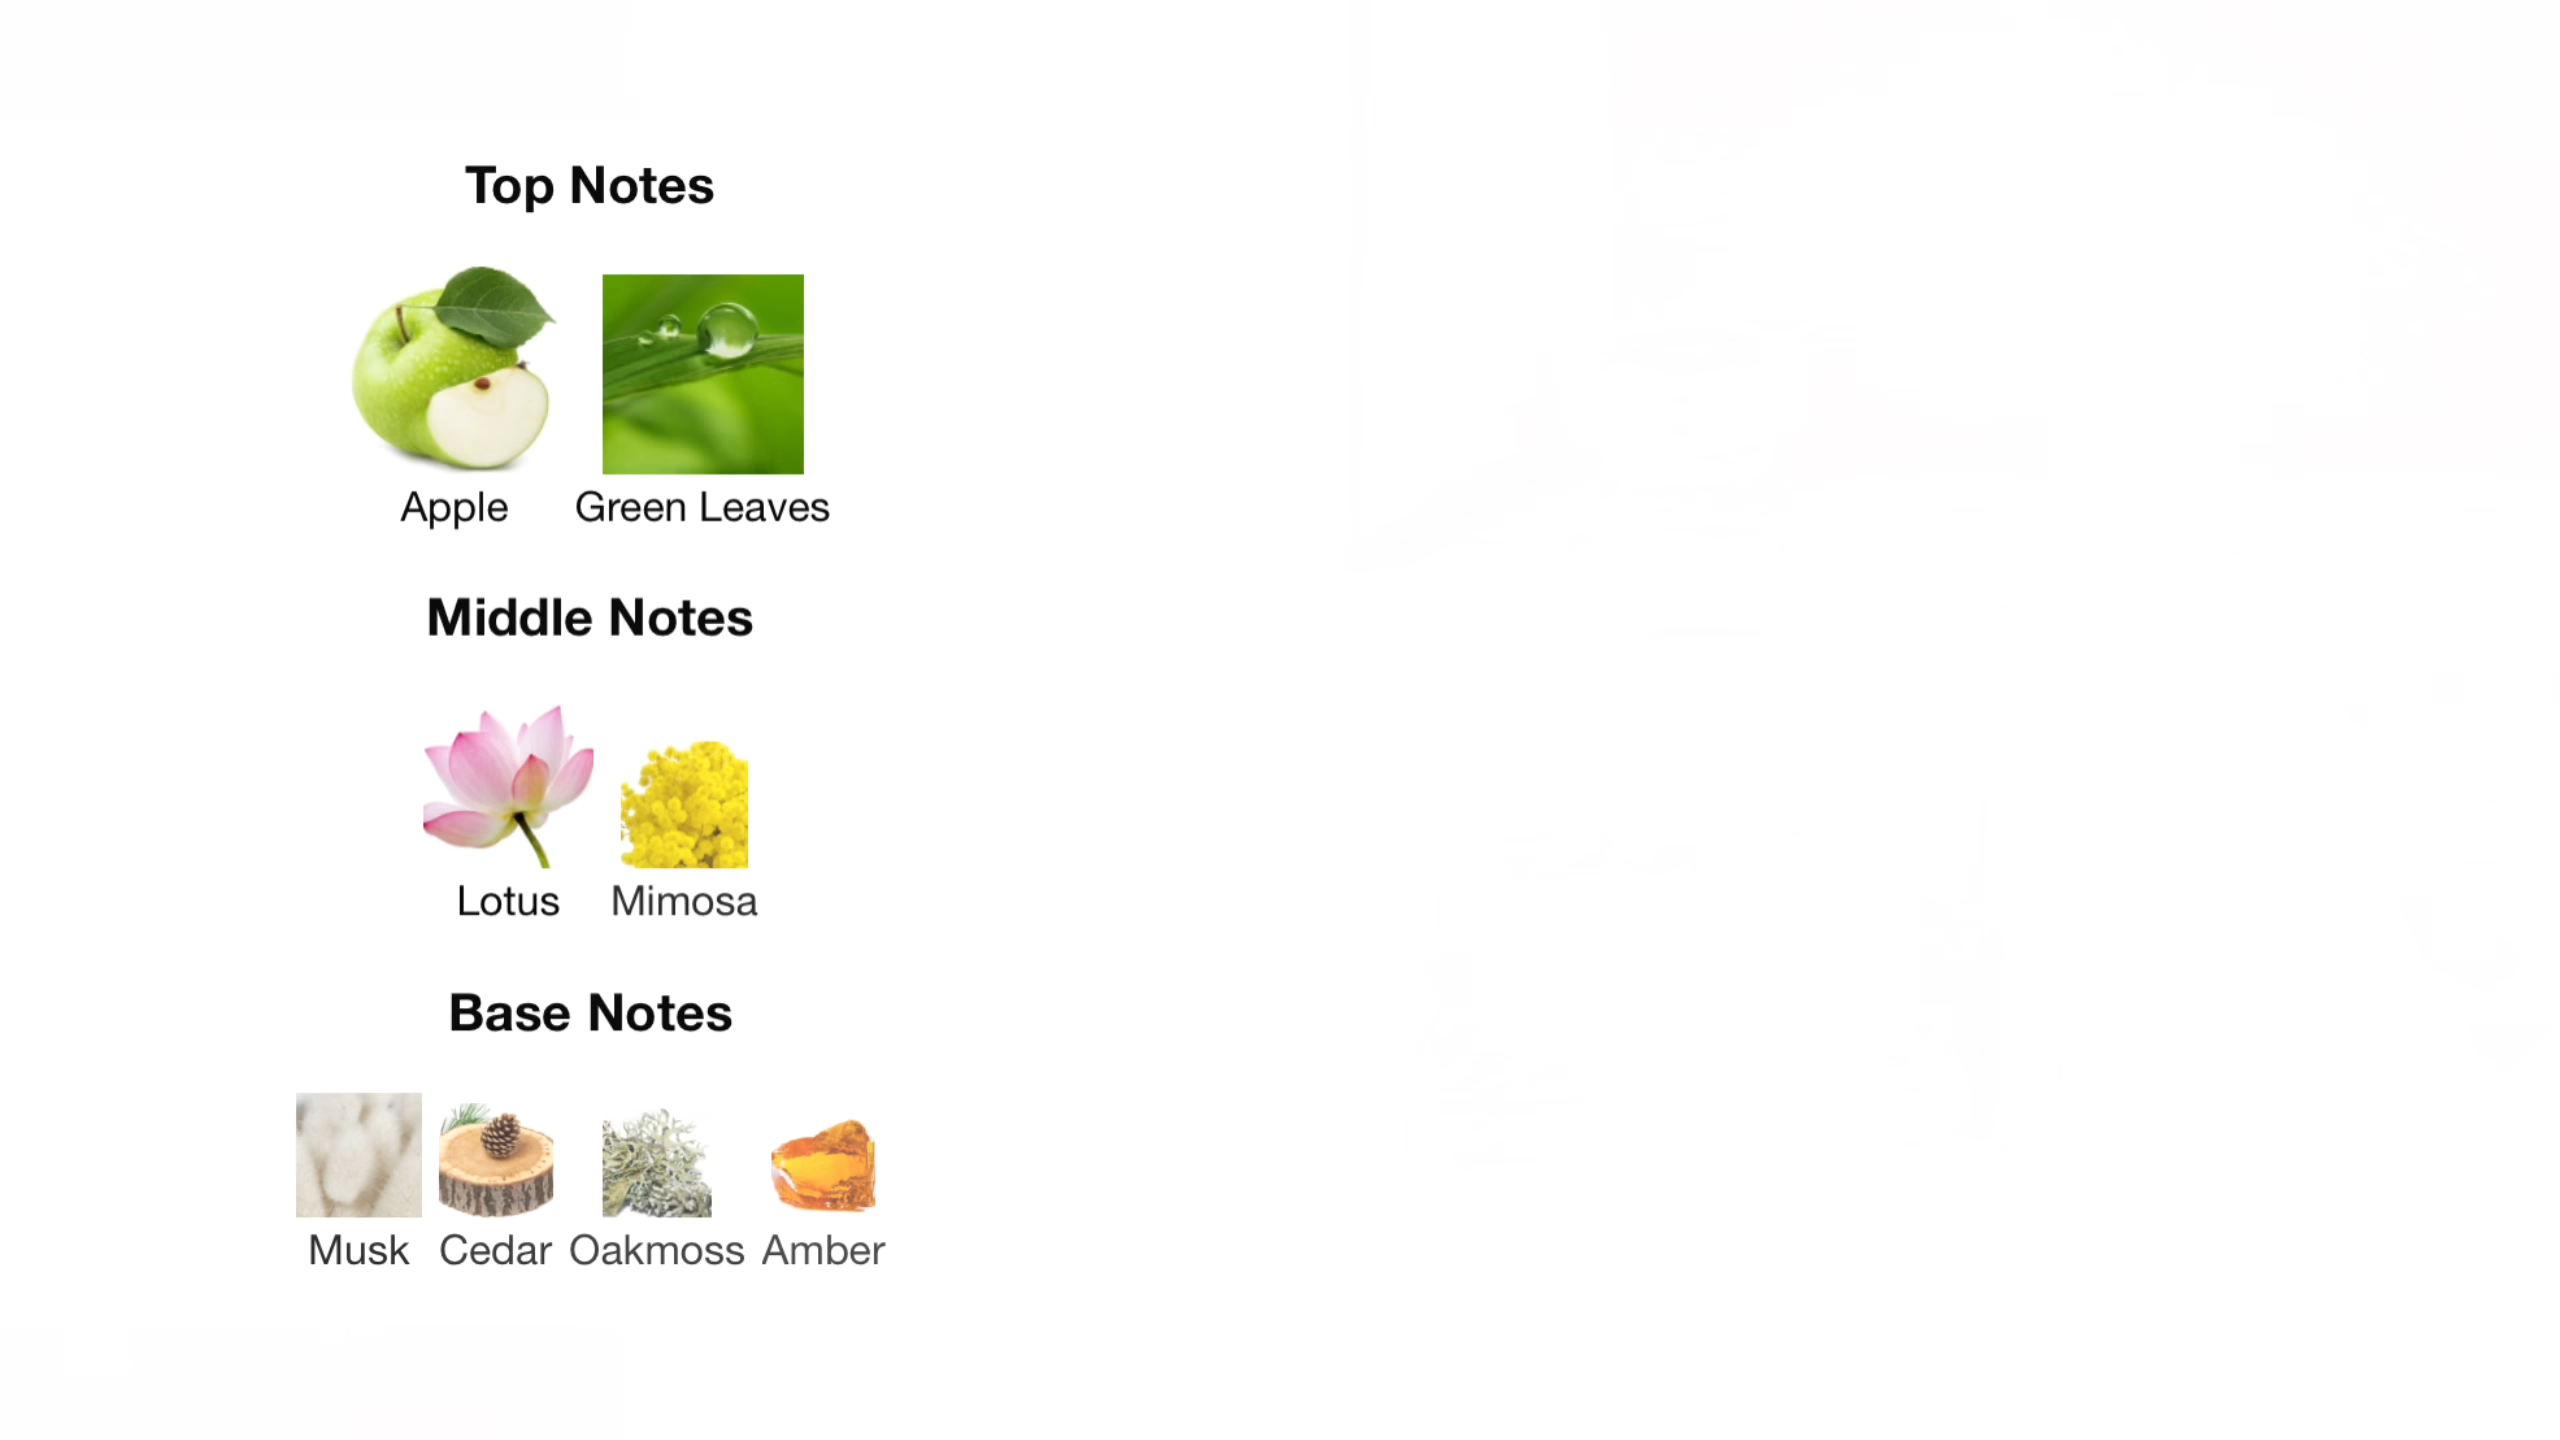 Top Notes
Apple Green Leaves
Middle Notes
Lotus Mimosa
Base Notes
Musk Cedar Oakmoss Amber